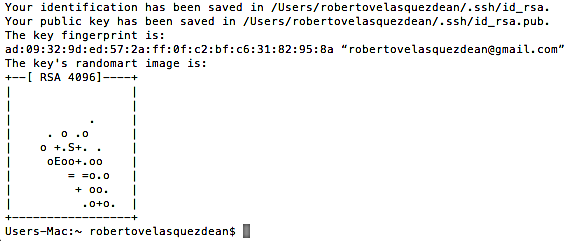 Your identification has been saved in /Users/robertovelasquezdean/.ssh/id_rsa.
Your public key has been saved in /Users/robertovelasquezdean/.ssh/id_rsa.pub.
The key fingerprint is:
ad:09:32:9d:ed:57:2a:ff:0f:c2:bf:c6:31:82:95:8a “robertovelasquezdean@gmail.com”
The key's randomart image is:
+--[ RSA 4096]----+
|                 |
|                 |
|           .     |
|     . o .o      |
|    o +.S+. .    |
|     oEoo+.oo    |
|        = =o.o   |
|         + oo.   |
|          .o+o.  |
+-----------------+
Users-Mac:~ robertovelasquezdean$